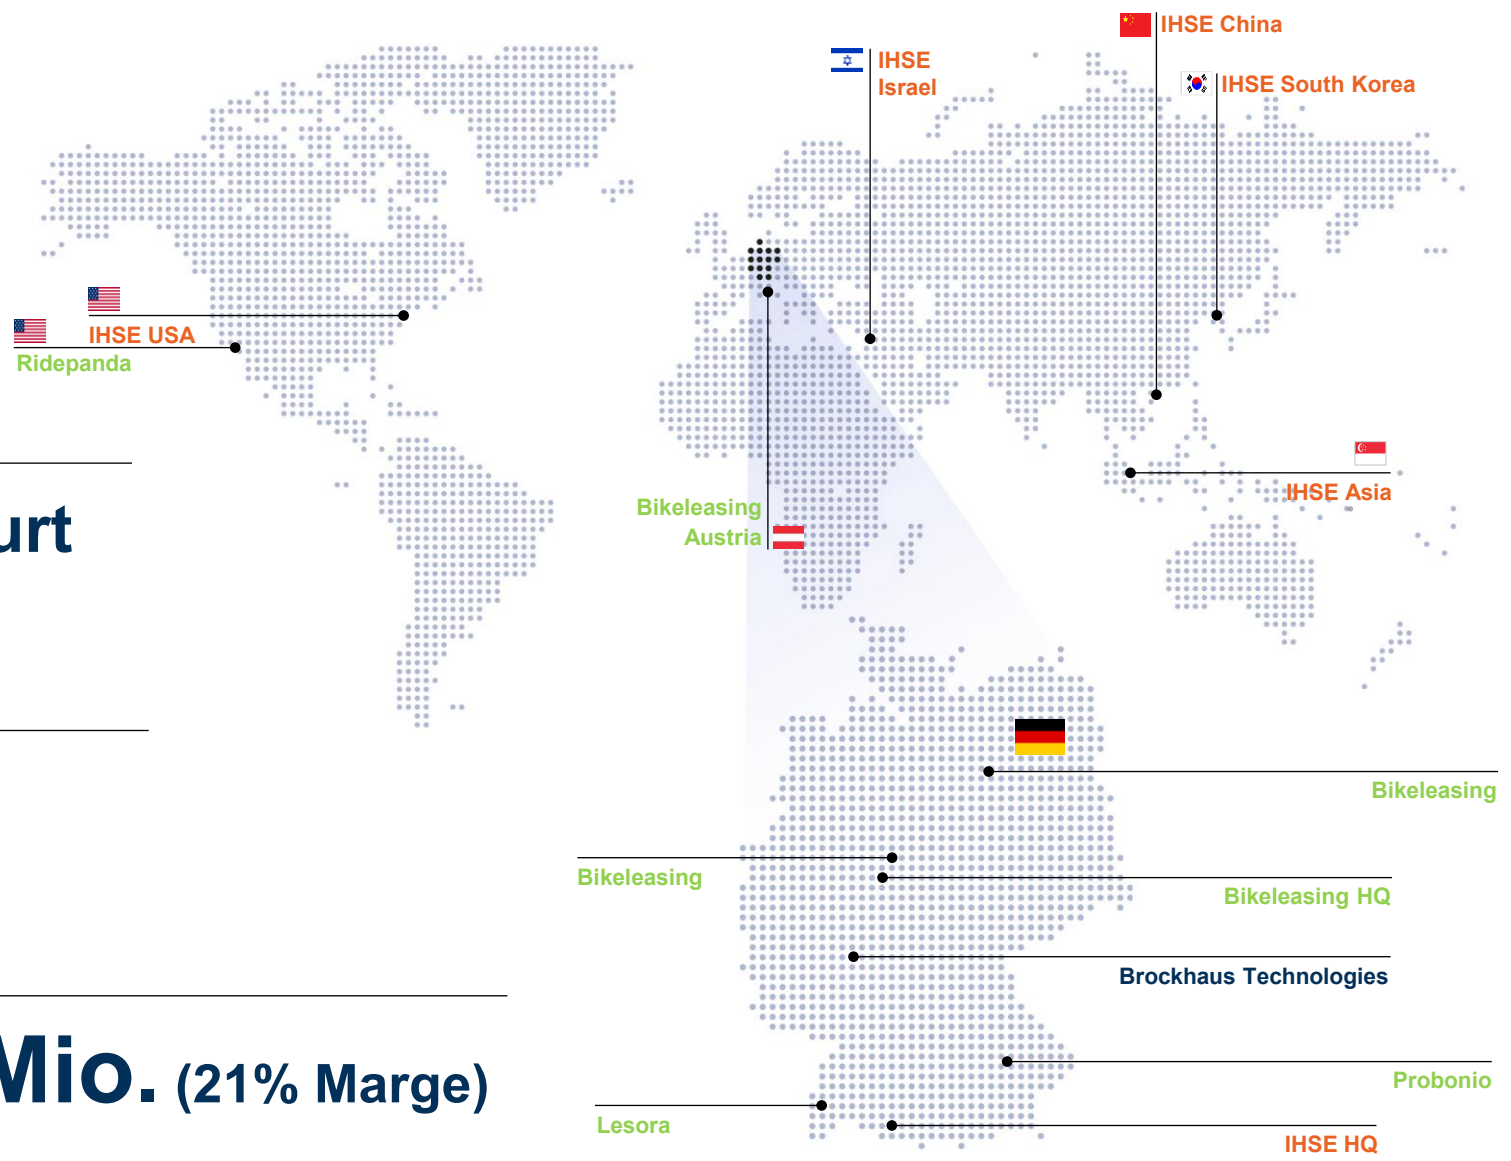 IHSE China
IHSE
Israel
IHSE South Korea
IHSE USA
Ridepanda
IHSE Asia
urt
Bikeleasing
Austria
Bikeleasing
Bikeleasing
Bikeleasing HQ
Brockhaus Technologies
Mio. (21% Marge)
Probonio
Lesora
IHSE HQ